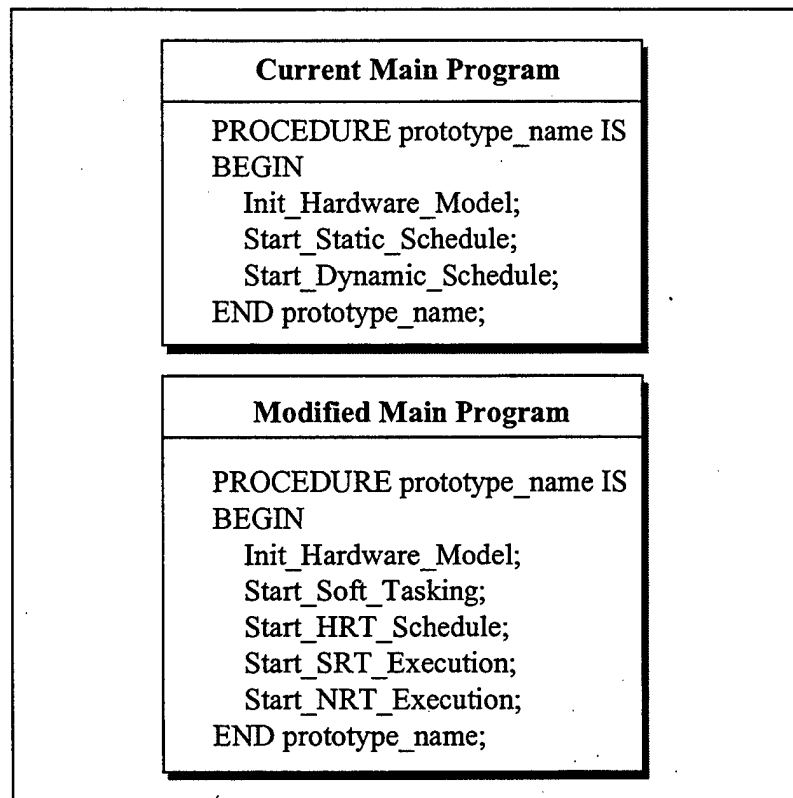 Current Main Program
PROCEDURE prototype_name IS
BEGIN
Init_Hardware_Model;
Start_Static_Schedule;
Start_Dynamic_Schedule;
END prototype_name;
Modified Main Program
PROCEDURE prototype_name IS
BEGIN
Init_Hardware_Model;
Start_Soft_Tasking;
Start_HRT_Schedule;
Start_SRT_Execution;
Start_NRT_Execution;
END prototype_name;